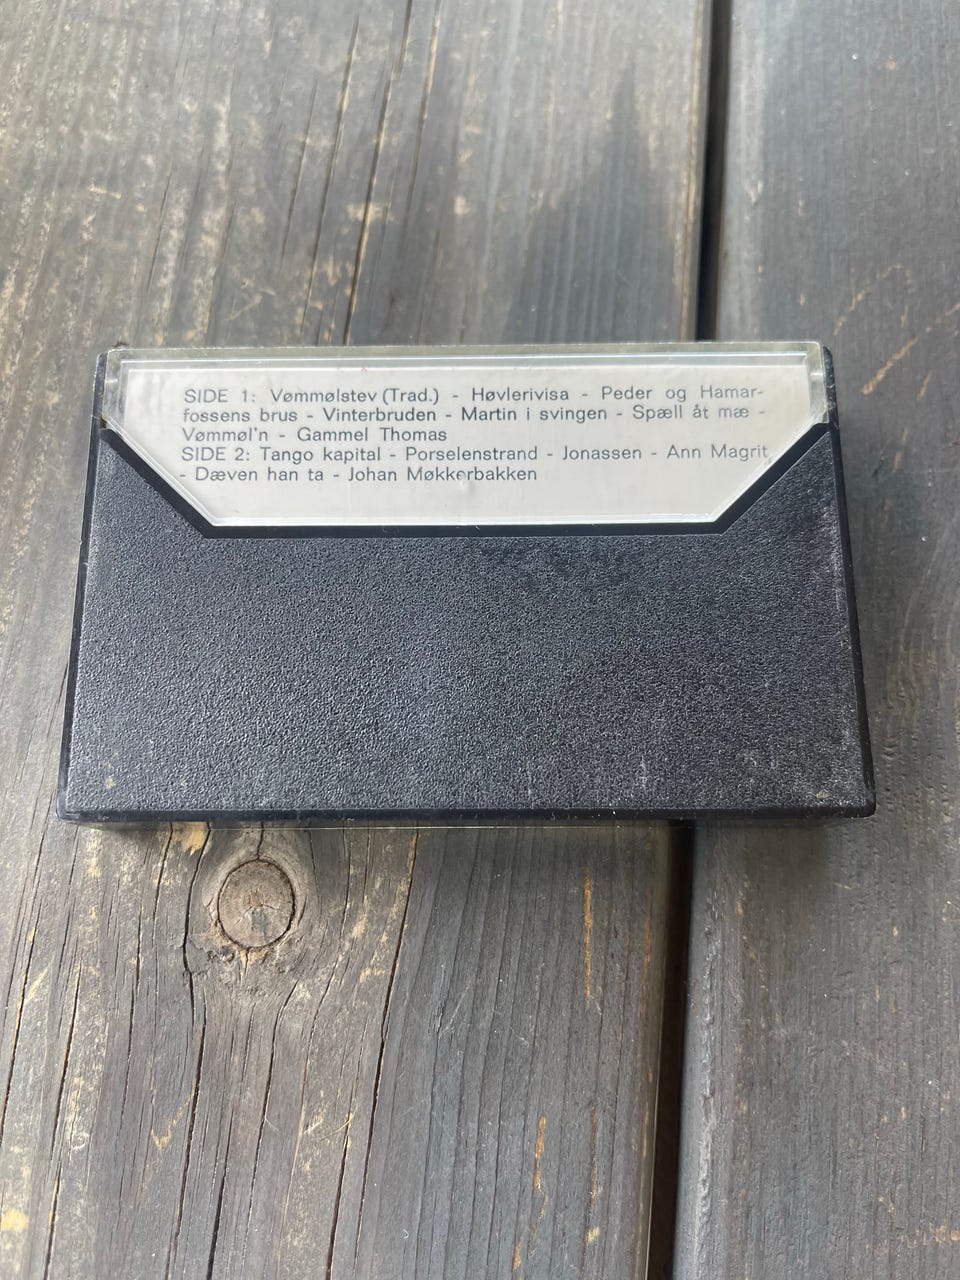 SIDE 1: Vømmølstev (Trad.) - Høvlerivisa - Peder og Hamar-
fossens brus - Vinterbruden - Martin i svingen - Spæll åt mæ -
Vømmøl'n - Gammel Thomas
SIDE 2: Tango kapital - Porselenstrand - Jonassen - Ann Magrit
- Dæven han ta - Johan Møkkerbakken